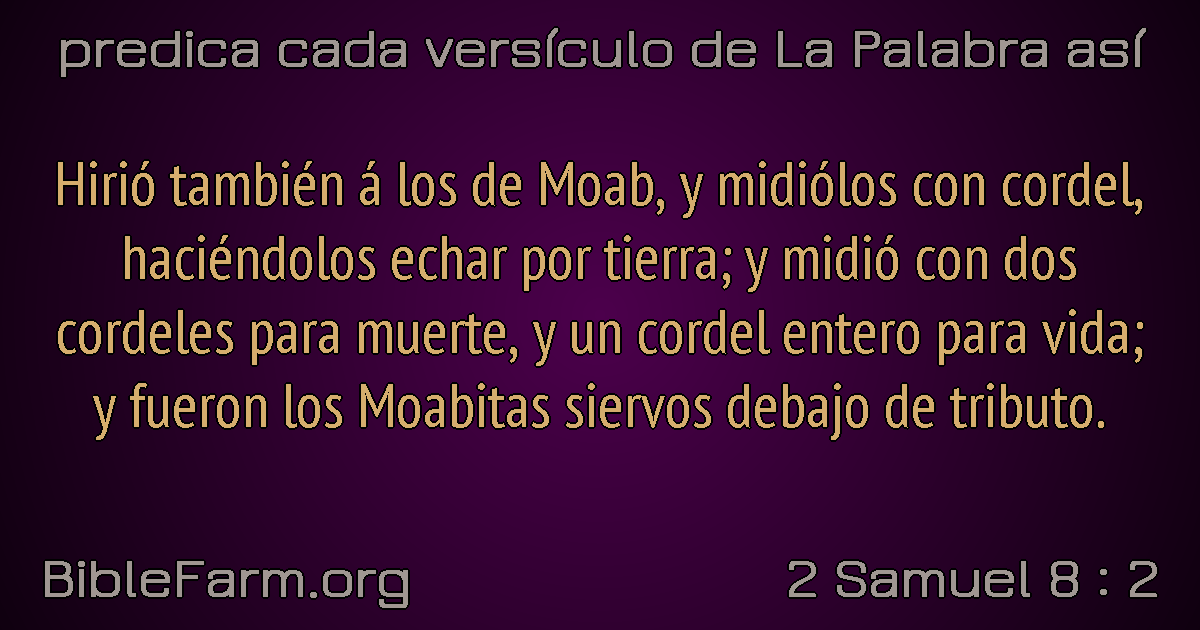 predica cada versículo de La Palabra así
Hirió también á los de Moab, y midiólos con cordel,
haciéndolos echar por tierra; y midió con dos
cordeles para muerte, y un cordel entero para vida;
y fueron los Moabitas siervos debajo de tributo.
BibleFarm.org
2 Samuel 8 : 2